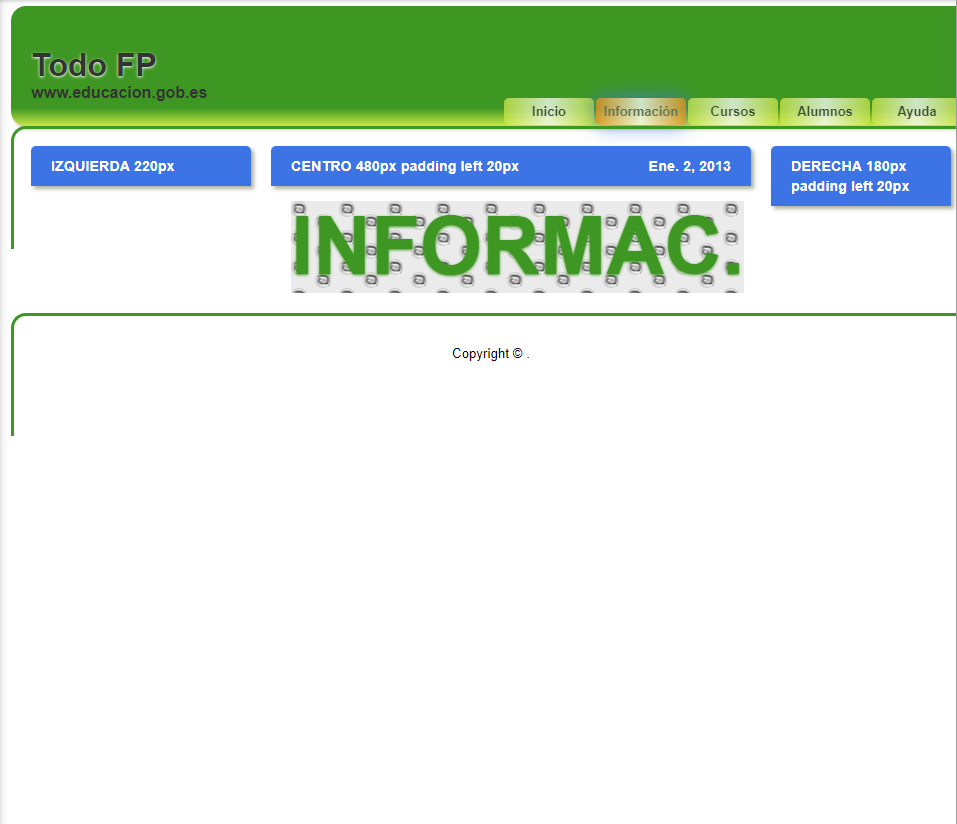 Todo FP
www.educacion.gob.es
Inicio Información Cursos Alumnos Ayuda
IZQUIERDA 220px
CENTRO 480px padding left 20px Ene. 2, 2013
DERECHA 180px
padding left 20px
INFORMAC.
Copyright © .